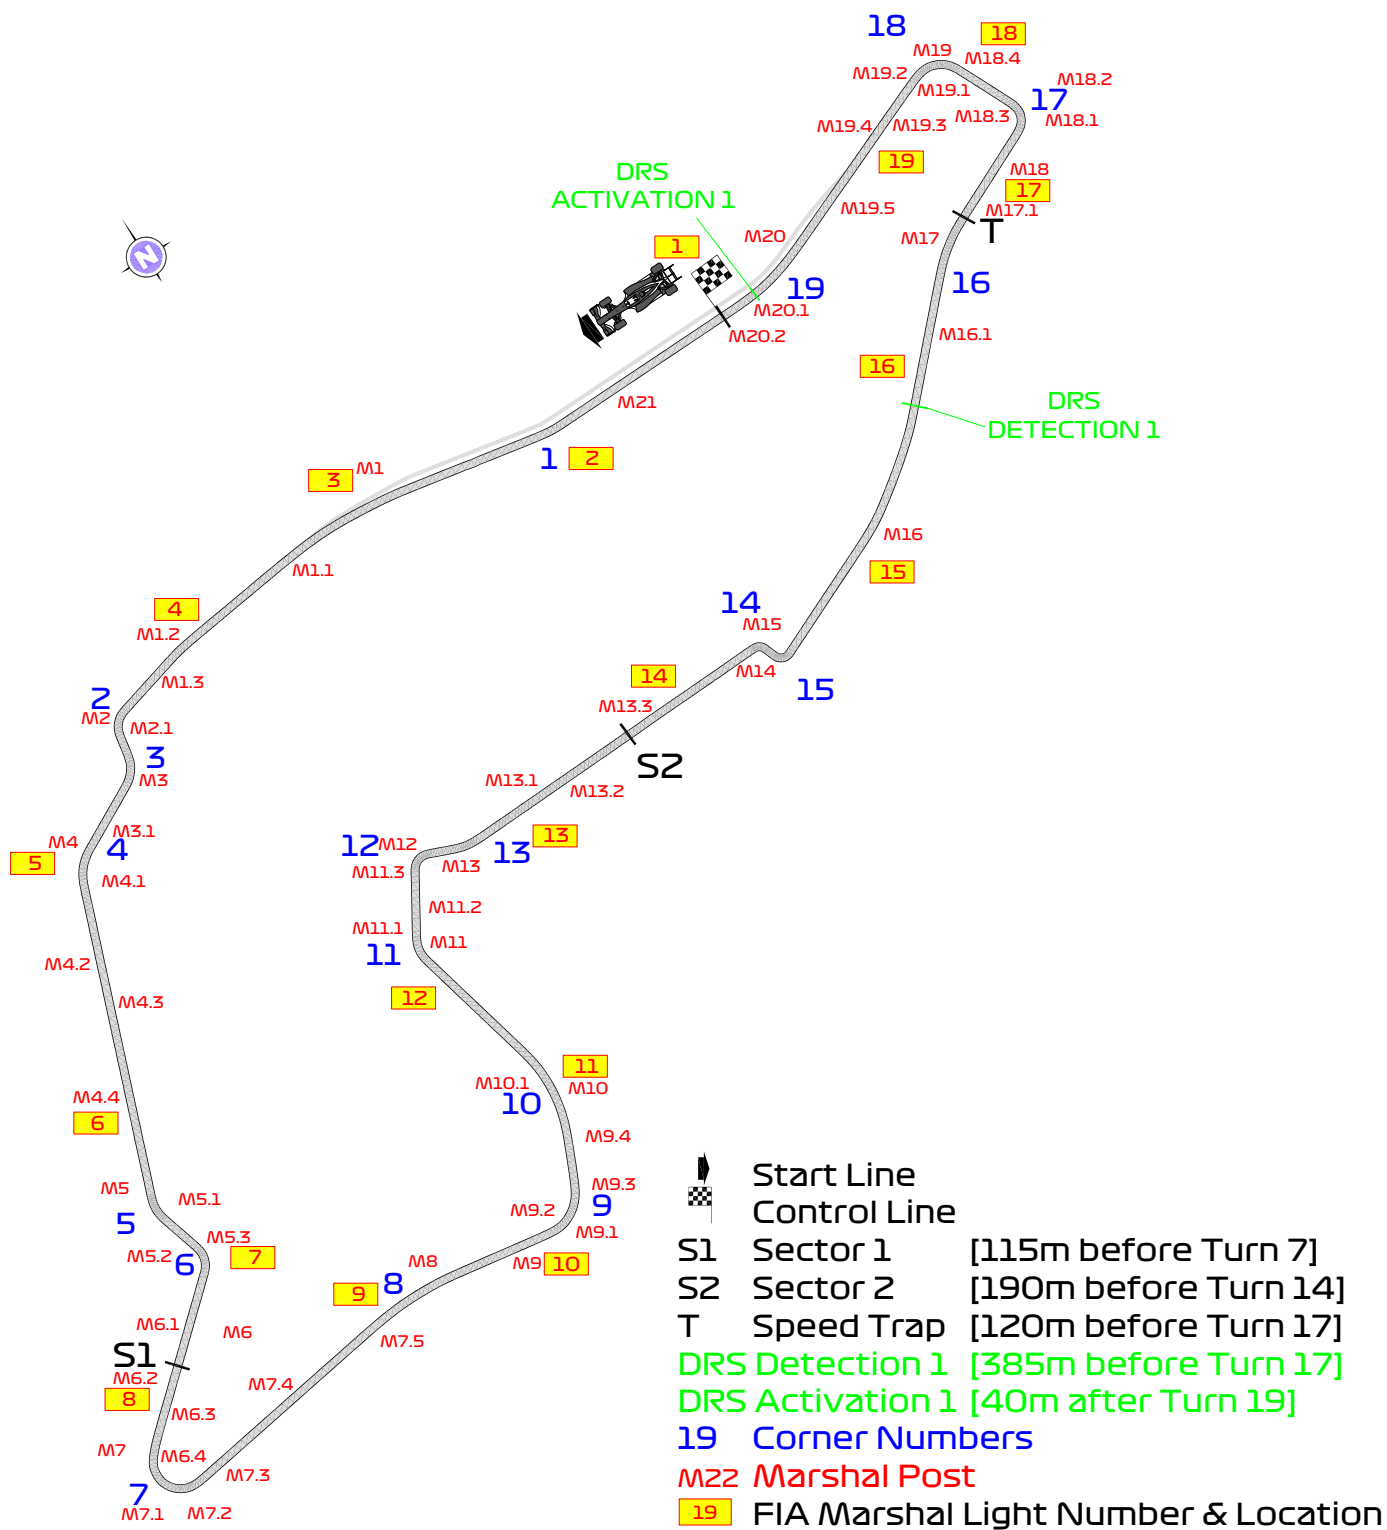 18
18
M19
M18.4
M19.2
M18.2
M19.1
17
M18.3
M18.1
M19.4
M19.3
19
DRS
ACTIVATION 1
M18
17
M19.5
M17.1
T
M20
M17
1
N
16
19
M20.1
M20.2
M16.1
16
M21
DRS
DETECTION 1
1
2
M1
3
M16
M1.1
15
4
14
M1.2
M15
M14
14
M1.3
15
2
M2
M13.3
M2.1
3
S2
M3
M13.1
M13.2
M3.1
M4
4
5
12
M12
13
13
M13
M11.3
M4.1
M11.2
M11.1
M11
11
M4.2
12
M4.3
11
M10.1
M10
M4.4
10
6
M9.4
M5
M5.1
M9.3
9
M9.2
5
M5.3
M9.1
M5.2
6
7
M8
M9
10
8
9
M6.1
M6
M7.5
S1
M6.2
8
M7.4
M6.3
M7
M6.4
M7.3
7
M7.1
M7.2
Start Line
Control Line
S1 Sector 1 [115m before Turn 7]
S2 Sector 2 [190m before Turn 14]
T Speed Trap [120m before Turn 17]
DRS Detection 1 [385m before Turn 17]
DRS Activation 1 [40m after Turn 19]
19 Corner Numbers
M22 Marshal Post
19 FIA Marshal Light Number & Location